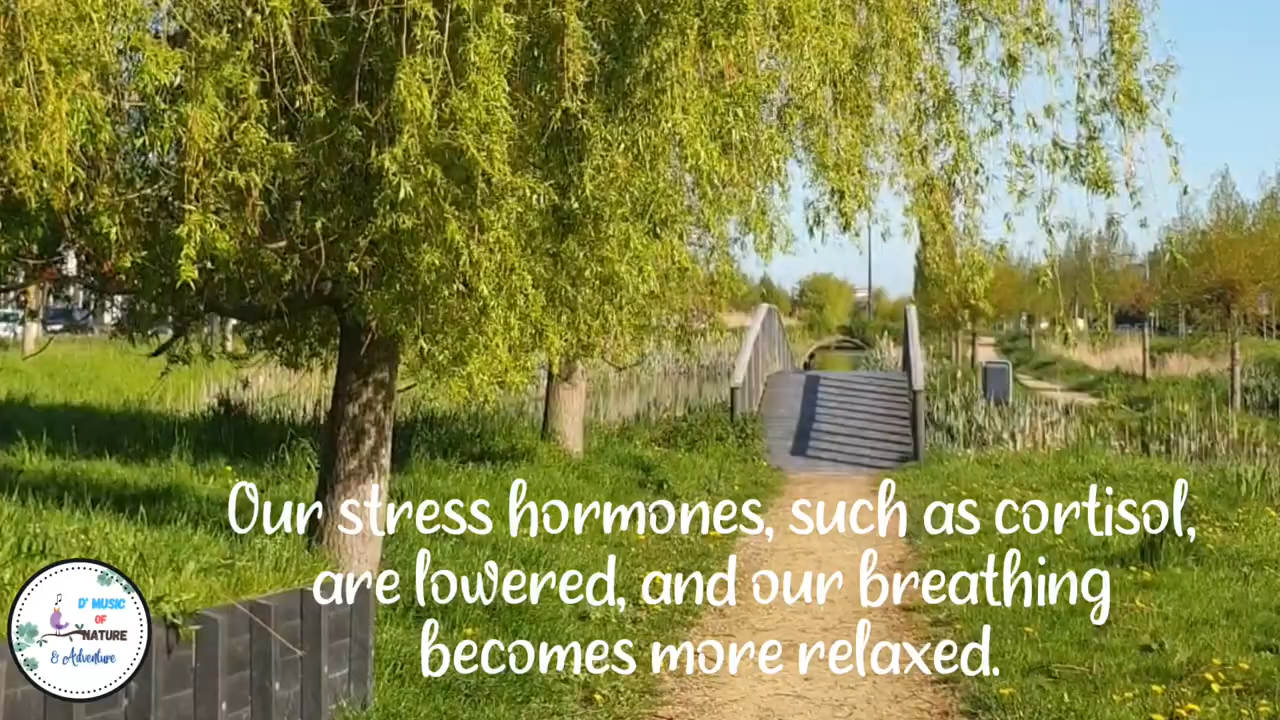 Our stress hormones, such as cortisol,
are lowered, and our breathing
becomes more relaxed.
D' MUSIC
OF
NATURE
& Adventure